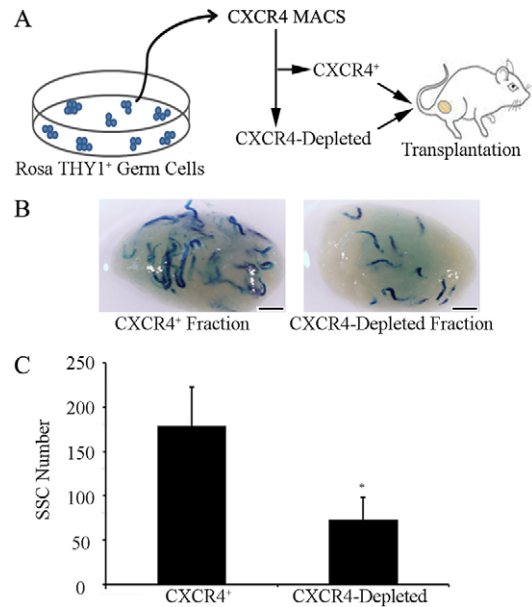 A
CXCR4 MACS
CXCR4⁺
CXCR4-Depleted
Rosa THY1⁺ Germ Cells
Transplantation
B
CXCR4⁺ Fraction
CXCR4-Depleted Fraction
C
SSC Number
250
200
150
100
50
0
*
CXCR4⁺
CXCR4-Depleted